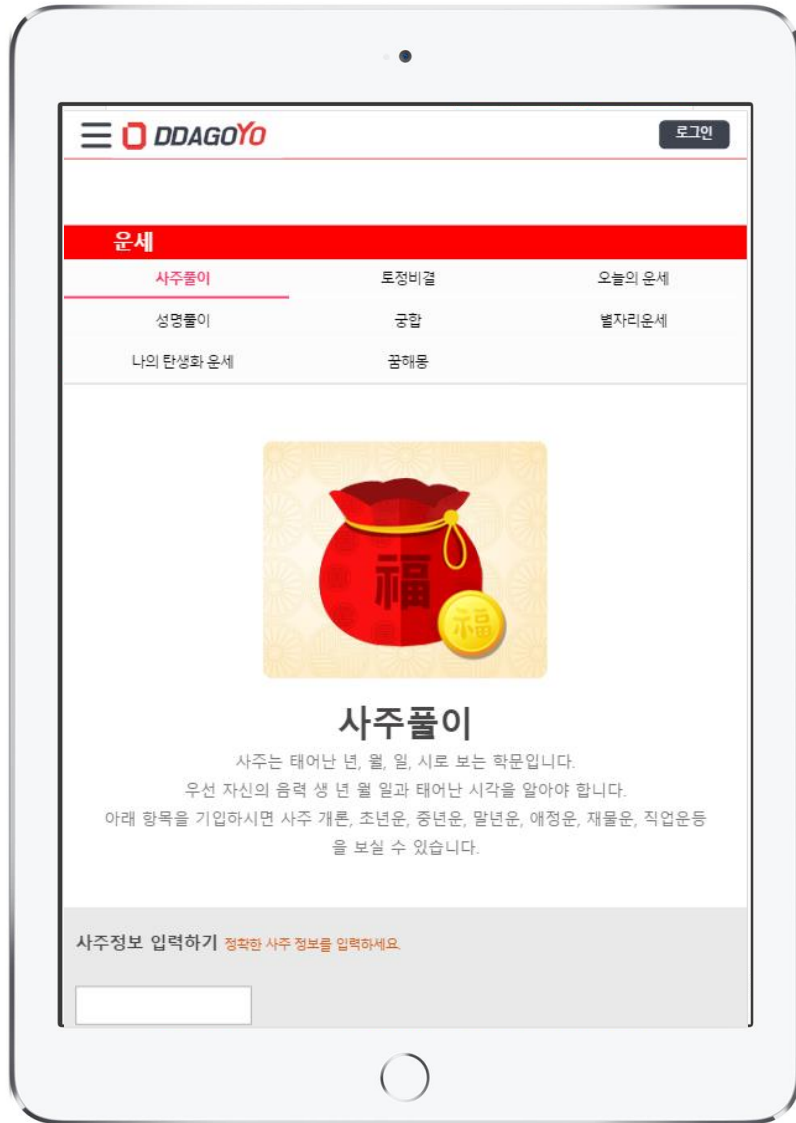 DDAGOYO
로그인
운세
사주풀이 토정비결 오늘의 운세
성명풀이 궁합 별자리운세
나의 탄생화 운세 꿈해몽
福
福
사주풀이
사주는 태어난 년, 월, 일, 시로 보는 학문입니다.
우선 자신의 음력 생 년 월 일과 태어난 시각을 알아야 합니다.
아래 항목을 기입하시면 사주 개론, 초년운, 중년운, 말년운, 애정운, 재물운, 직업운등
을 보실 수 있습니다.
사주정보 입력하기 정확한 사주 정보를 입력하세요.